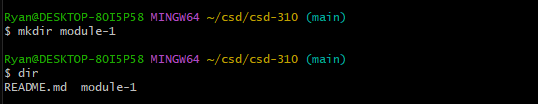 Ryan@DESKTOP-8OI5P58 MINGW64 ~/csd/csd-310 (main)
$ mkdir module-1
Ryan@DESKTOP-8OI5P58 MINGW64 ~/csd/csd-310 (main)
$ dir
README.md  module-1